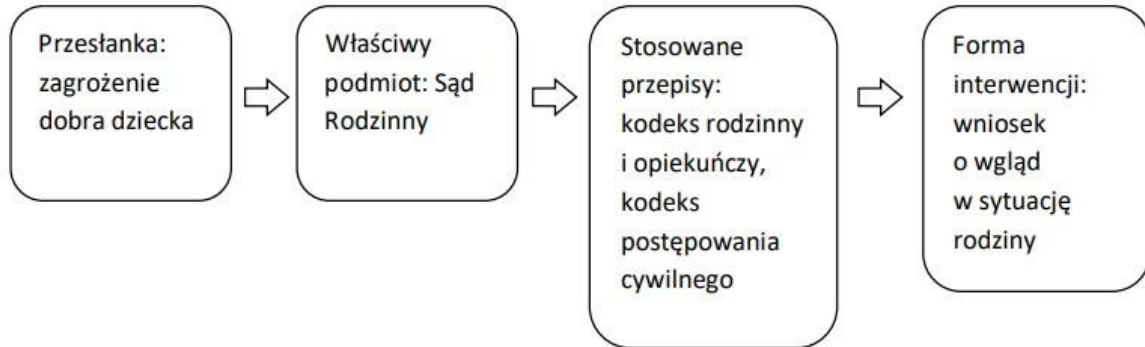 Przesłanka:
zagrożenie
dobra dziecka
Właściwy
podmiot: Sąd
Rodzinny
Stosowane
przepisy:
kodeks rodzinny
i opiekuńczy,
kodeks
postępowania
cywilnego
Forma
interwencji:
wniosek
o wgląd
w sytuację
rodziny